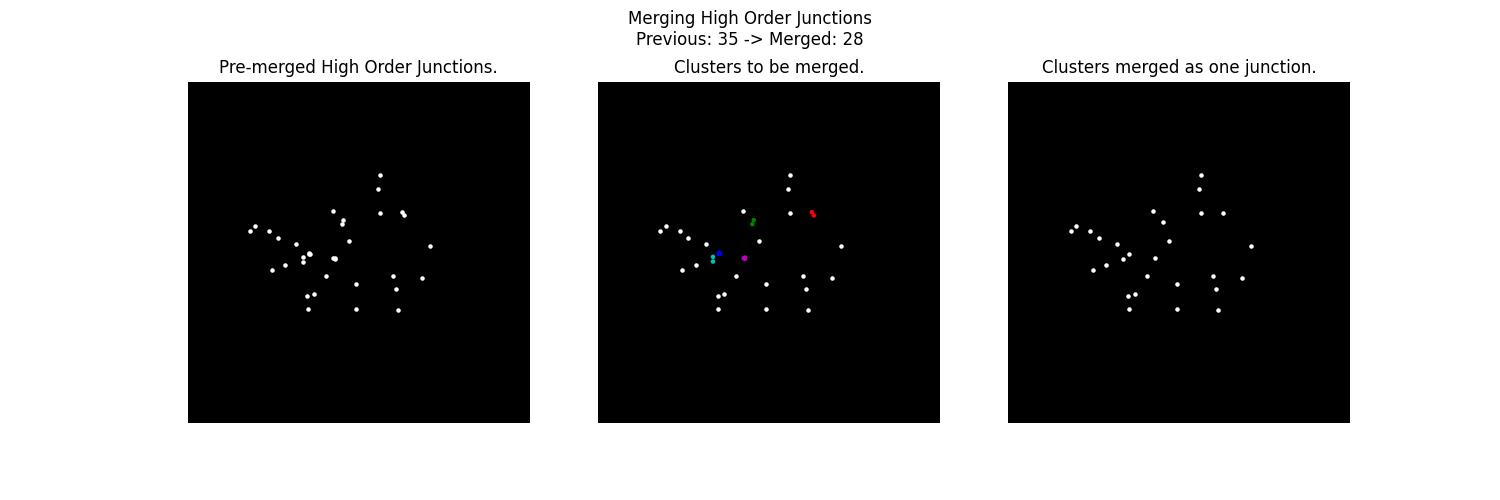 Merging High Order Junctions
Previous: 35 -> Merged: 28
Pre-merged High Order Junctions.
Clusters to be merged.
Clusters merged as one junction.